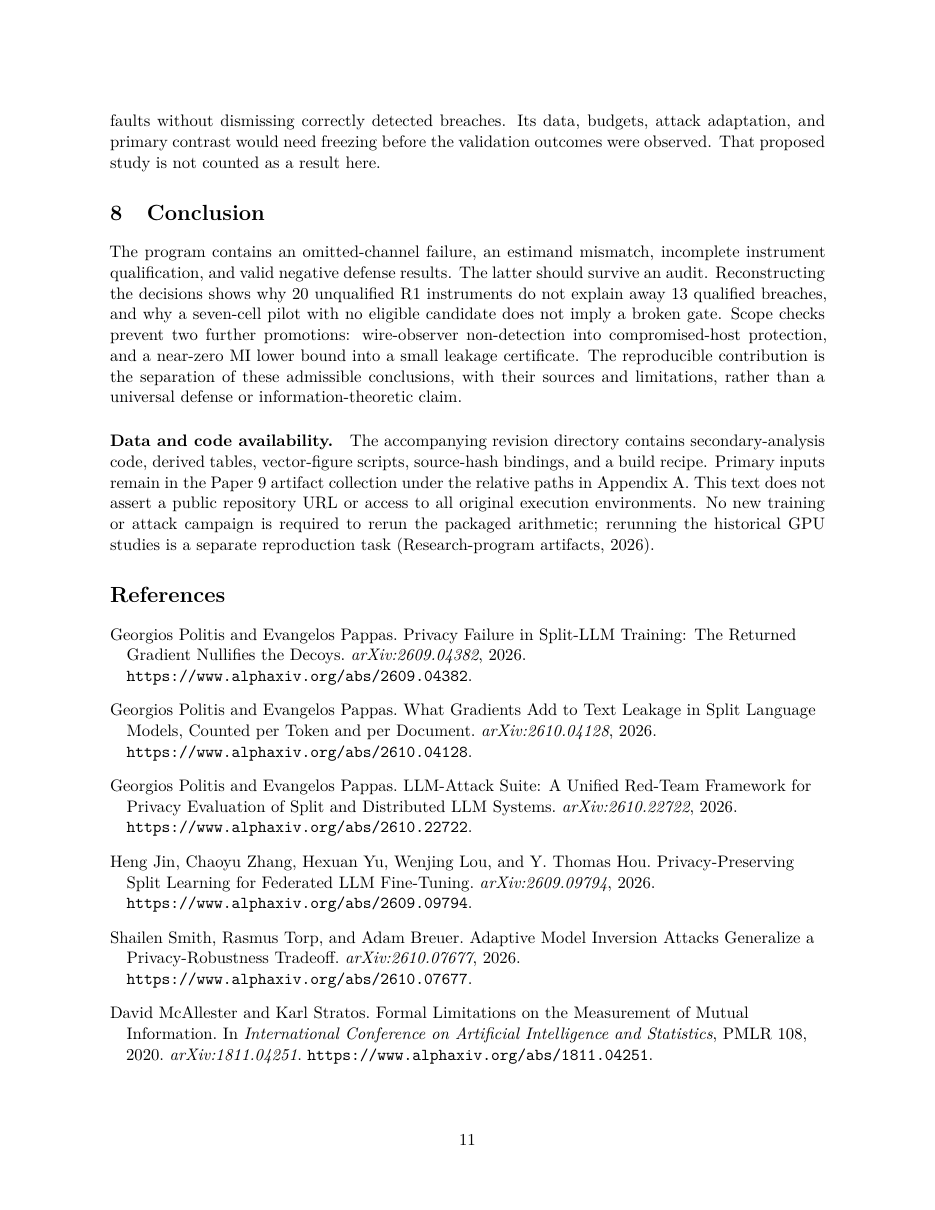 faults without dismissing correctly detected breaches. Its data, budgets, attack adaptation, and
primary contrast would need freezing before the validation outcomes were observed. That proposed
study is not counted as a result here.
8 Conclusion
The program contains an omitted-channel failure, an estimand mismatch, incomplete instrument
qualification, and valid negative defense results. The latter should survive an audit. Reconstructing
the decisions shows why 20 unqualified R1 instruments do not explain away 13 qualified breaches,
and why a seven-cell pilot with no eligible candidate does not imply a broken gate. Scope checks
prevent two further promotions: wire-observer non-detection into compromised-host protection,
and a near-zero MI lower bound into a small leakage certificate. The reproducible contribution is
the separation of these admissible conclusions, with their sources and limitations, rather than a
universal defense or information-theoretic claim.
Data and code availability. The accompanying revision directory contains secondary-analysis
code, derived tables, vector-figure scripts, source-hash bindings, and a build recipe. Primary inputs
remain in the Paper 9 artifact collection under the relative paths in Appendix A. This text does not
assert a public repository URL or access to all original execution environments. No new training
or attack campaign is required to rerun the packaged arithmetic; rerunning the historical GPU
studies is a separate reproduction task (Research-program artifacts, 2026).
References
Georgios Politis and Evangelos Pappas. Privacy Failure in Split-LLM Training: The Returned
Gradient Nullifies the Decoys. arXiv:2609.04382, 2026.
https://www.alphaxiv.org/abs/2609.04382.
Georgios Politis and Evangelos Pappas. What Gradients Add to Text Leakage in Split Language
Models, Counted per Token and per Document. arXiv:2610.04128, 2026.
https://www.alphaxiv.org/abs/2610.04128.
Georgios Politis and Evangelos Pappas. LLM-Attack Suite: A Unified Red-Team Framework for
Privacy Evaluation of Split and Distributed LLM Systems. arXiv:2610.22722, 2026.
https://www.alphaxiv.org/abs/2610.22722.
Heng Jin, Chaoyu Zhang, Hexuan Yu, Wenjing Lou, and Y. Thomas Hou. Privacy-Preserving
Split Learning for Federated LLM Fine-Tuning. arXiv:2609.09794, 2026.
https://www.alphaxiv.org/abs/2609.09794.
Shailen Smith, Rasmus Torp, and Adam Breuer. Adaptive Model Inversion Attacks Generalize a
Privacy-Robustness Tradeoff. arXiv:2610.07677, 2026.
https://www.alphaxiv.org/abs/2610.07677.
David McAllester and Karl Stratos. Formal Limitations on the Measurement of Mutual
Information. In International Conference on Artificial Intelligence and Statistics, PMLR 108,
2020. arXiv:1811.04251. https://www.alphaxiv.org/abs/1811.04251.
11